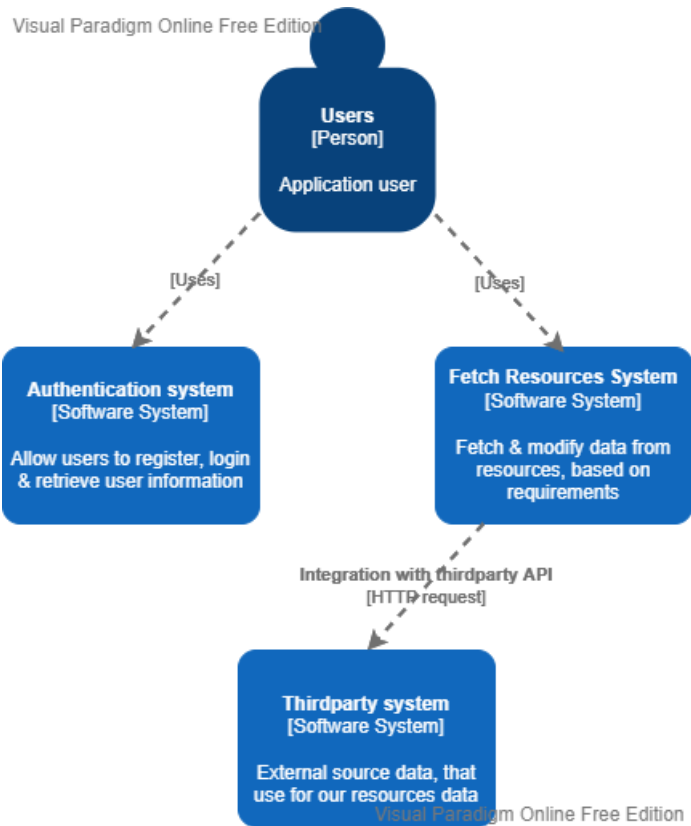 Visual Paradigm Online Free Edition
Users
[Person]
Application user
[Uses]
[Uses]
Authentication system
[Software System]
Allow users to register, login
& retrieve user information
Fetch Resources System
[Software System]
Fetch & modify data from
resources, based on
requirements
Integration with thirdparty API
[HTTP request]
Thirdparty system
[Software System]
External source data, that
use for our resources data
Visual Paradigm Online Free Edition